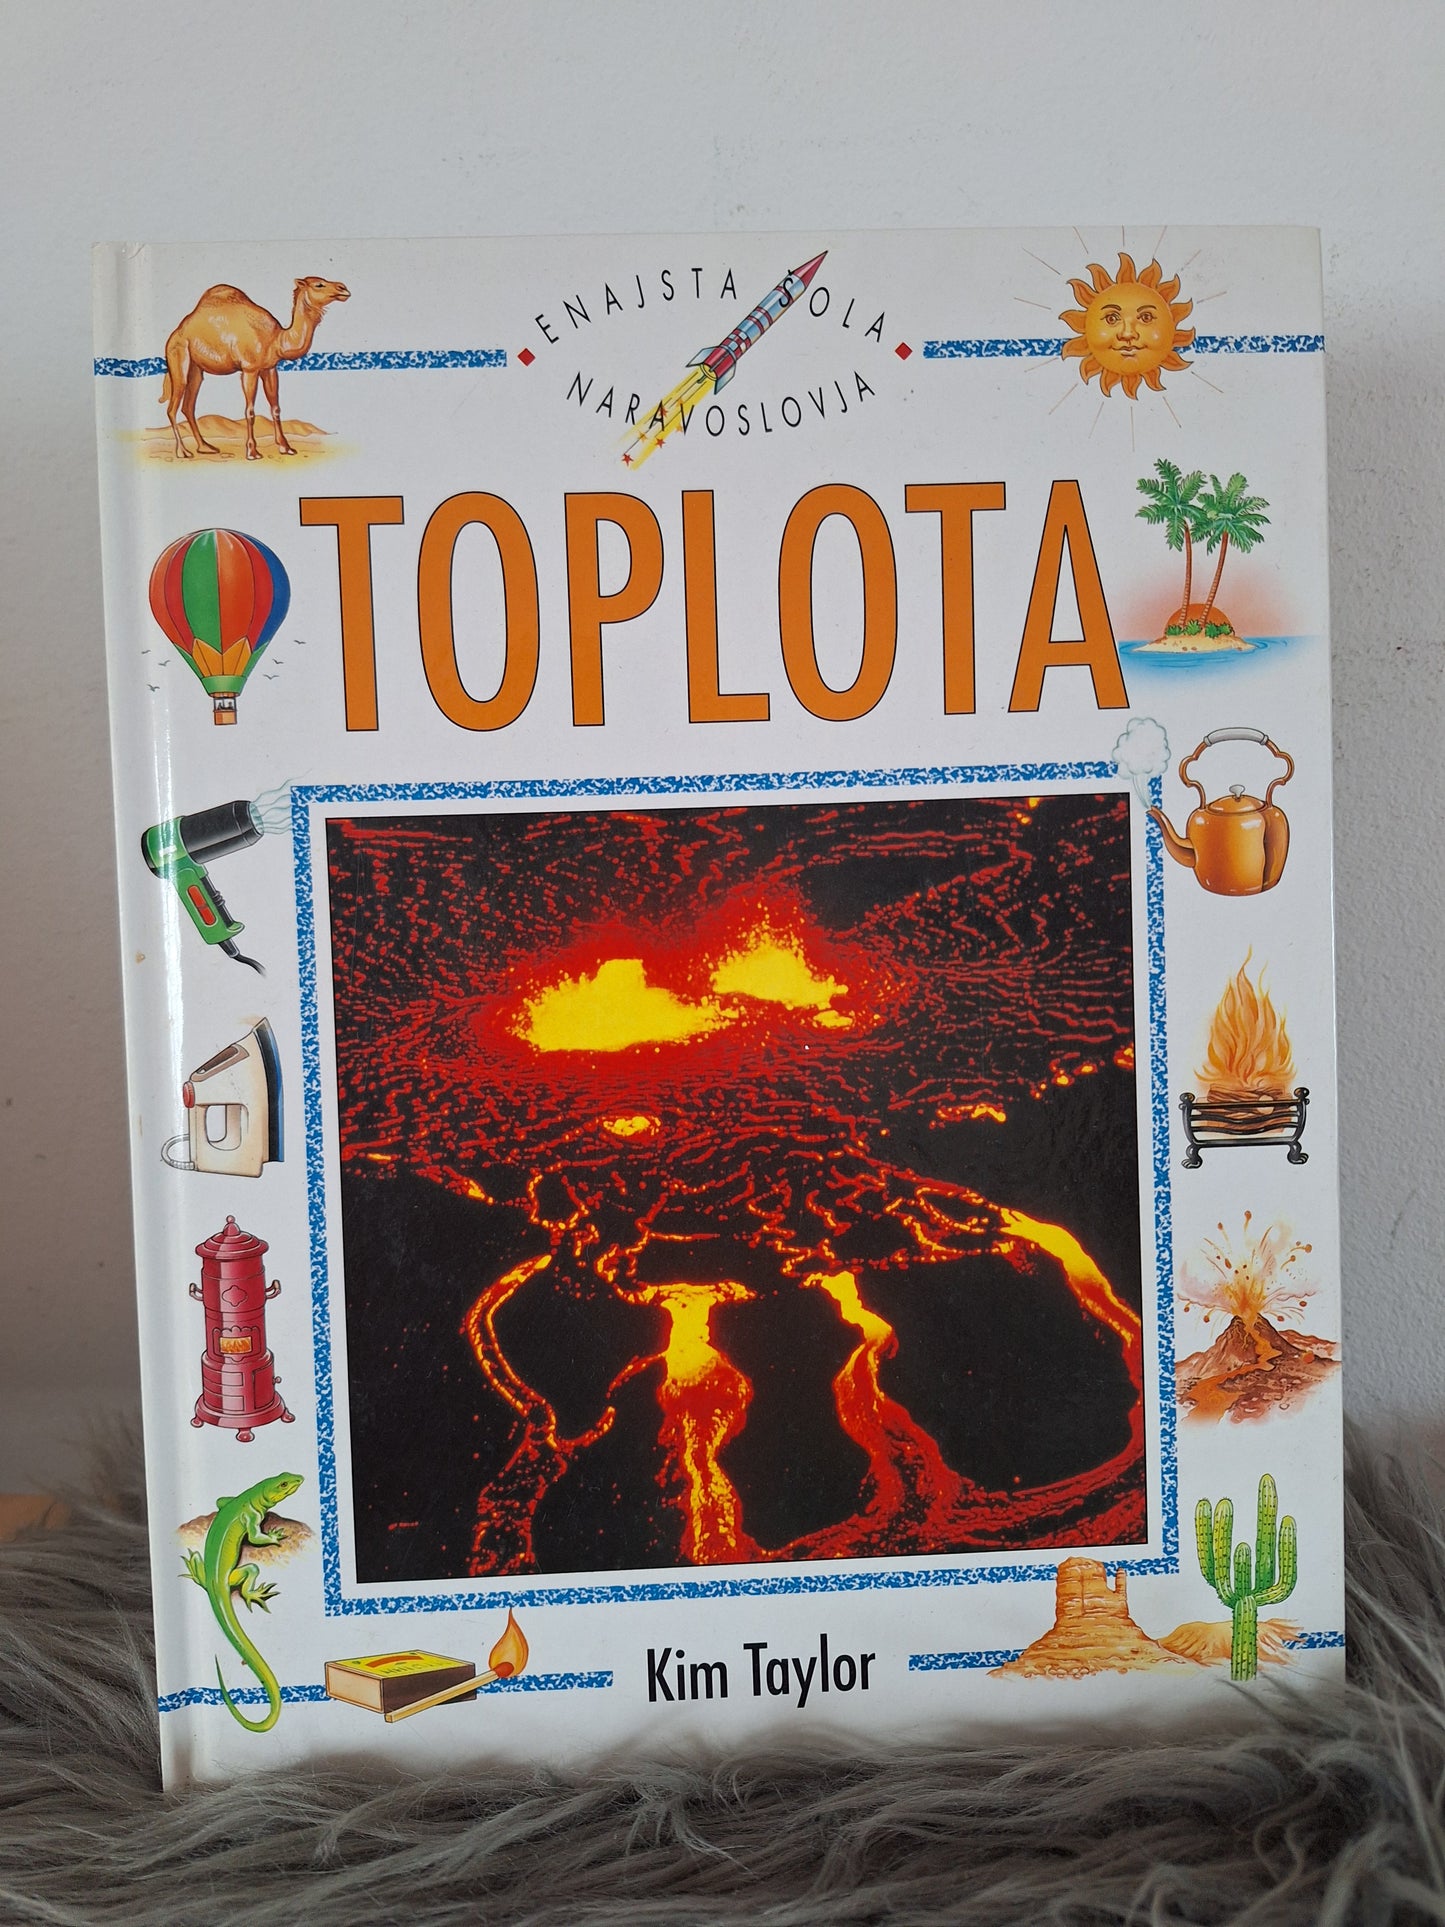 ENAJSTA ŠOLA
NARAVOSLOVJA
TOPLOTA
Kim Taylor